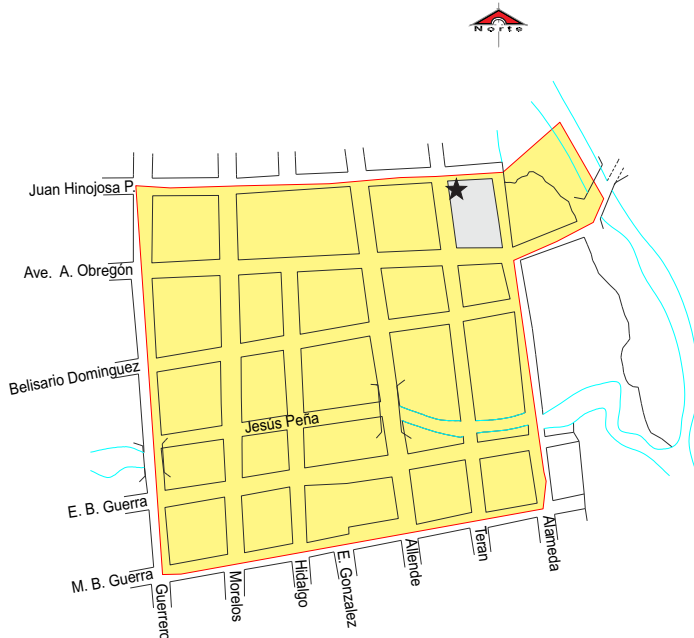 Norte
Juan Hinojosa P.
Ave. A. Obregón
Belisario Dominguez
Jesús Peña
E. B. Guerra
M. B. Guerra
Guerrero
Morelos
Hidalgo
E. Gonzalez
Allende
Teran
Alameda